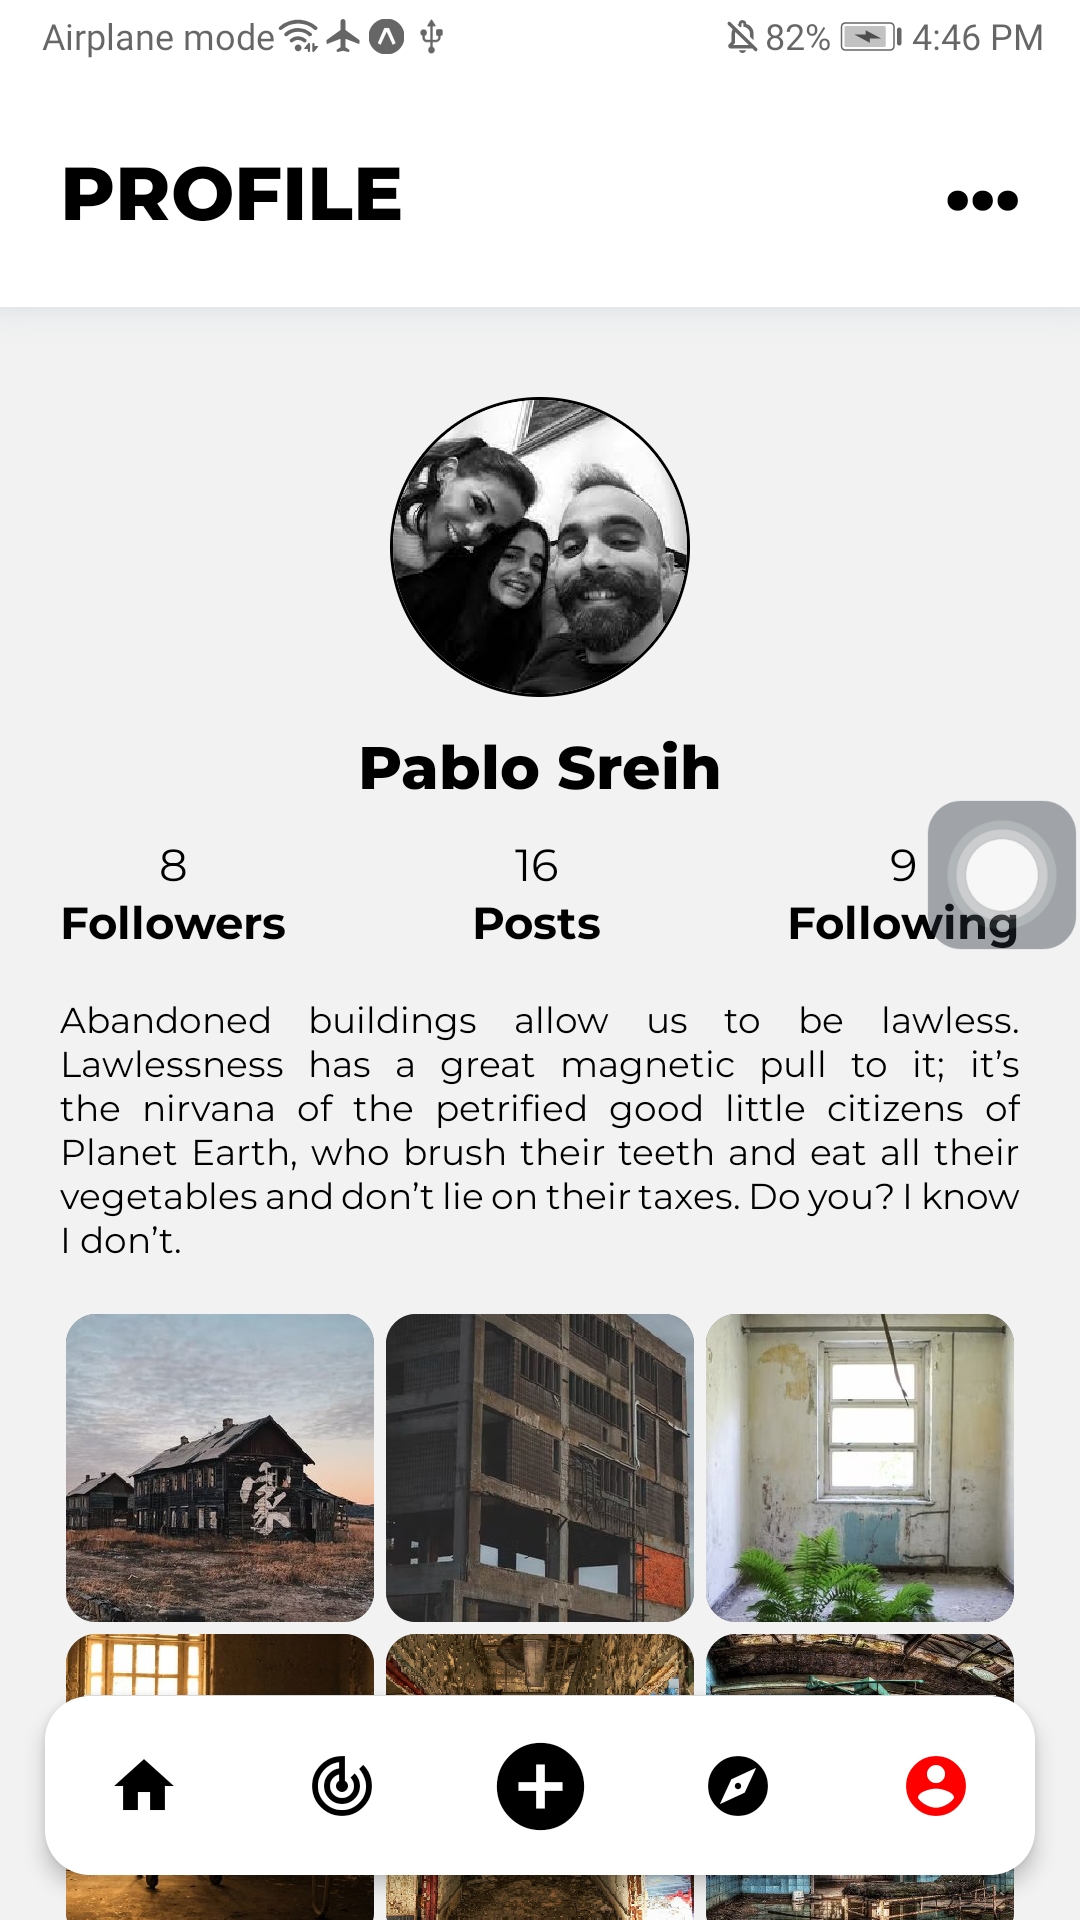 Airplane mode 82% 4:46 PM
PROFILE
Pablo Sreih
8 16 9
Followers Posts Following
Abandoned buildings allow us to be lawless.
Lawlessness has a great magnetic pull to it; it’s
the nirvana of the petrified good little citizens of
Planet Earth, who brush their teeth and eat all their
vegetables and don’t lie on their taxes. Do you? I know
I don’t.
家